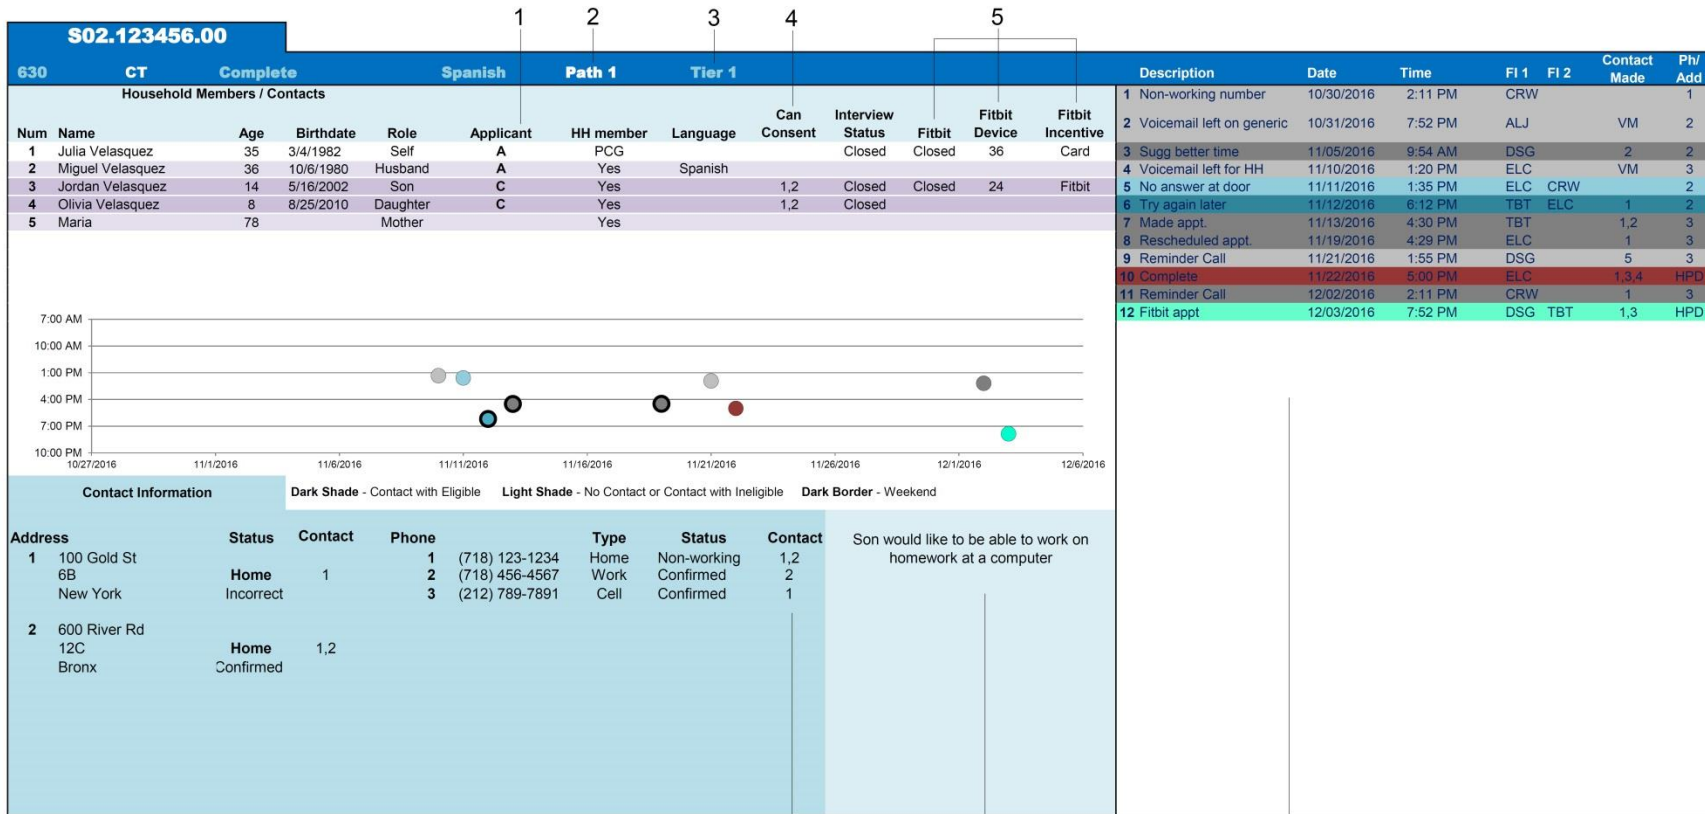 1 2 3 4 5
S02.123456.00
630 CT Complete Spanish Path 1 Tier 1
Household Members / Contacts
Num Name Age Birthdate Role Applicant HH member Language Can Consent Interview Status Fitbit Fitbit Device Fitbit Incentive
1 Julia Velasquez 35 3/4/1982 Self A PCG Closed Closed 36 Card
2 Miguel Velasquez 36 10/6/1980 Husband A Yes Spanish
3 Jordan Velasquez 14 5/16/2002 Son C Yes 1,2 Closed Closed 24 Fitbit
4 Olivia Velasquez 8 8/25/2010 Daughter C Yes 1,2 Closed
5 Maria 78 Mother Yes
Description Date Time FI 1 FI 2 Contact Made Ph/ Add
1 Non-working number 10/30/2016 2:11 PM CRW 1
2 Voicemail left on generic 10/31/2016 7:52 PM ALJ VM 2
3 Sugg better time 11/05/2016 9:54 AM DSG 2 2
4 Voicemail left for HH 11/10/2016 1:20 PM ELC VM 3
5 No answer at door 11/11/2016 1:35 PM ELC CRW 2
6 Try again later 11/12/2016 6:12 PM TBT ELC 1 2
7 Made appt. 11/13/2016 4:30 PM TBT 1,2 3
8 Rescheduled appt. 11/19/2016 4:29 PM ELC 1 3
9 Reminder Call 11/21/2016 1:55 PM DSG 5 3
10 Complete 11/22/2016 5:00 PM ELC 1,3,4 HPD
11 Reminder Call 12/02/2016 2:11 PM CRW 1 3
12 Fitbit appt 12/03/2016 7:52 PM DSG TBT 1,3 HPD
7:00 AM
10:00 AM
1:00 PM
4:00 PM
7:00 PM
10:00 PM
10/27/2016 11/1/2016 11/6/2016 11/11/2016 11/16/2016 11/21/2016 11/26/2016 12/1/2016 12/6/2016
Contact Information
Dark Shade - Contact with Eligible Light Shade - No Contact or Contact with Ineligible Dark Border - Weekend
Address Status Contact Phone Type Status Contact
1 100 Gold St 1 (718) 123-1234 Home Non-working 1,2
6B Home 1 2 (718) 456-4567 Work Confirmed 2
New York Incorrect 3 (212) 789-7891 Cell Confirmed 1
2 600 River Rd
12C Home 1,2
Bronx Confirmed
Son would like to be able to work on
homework at a computer